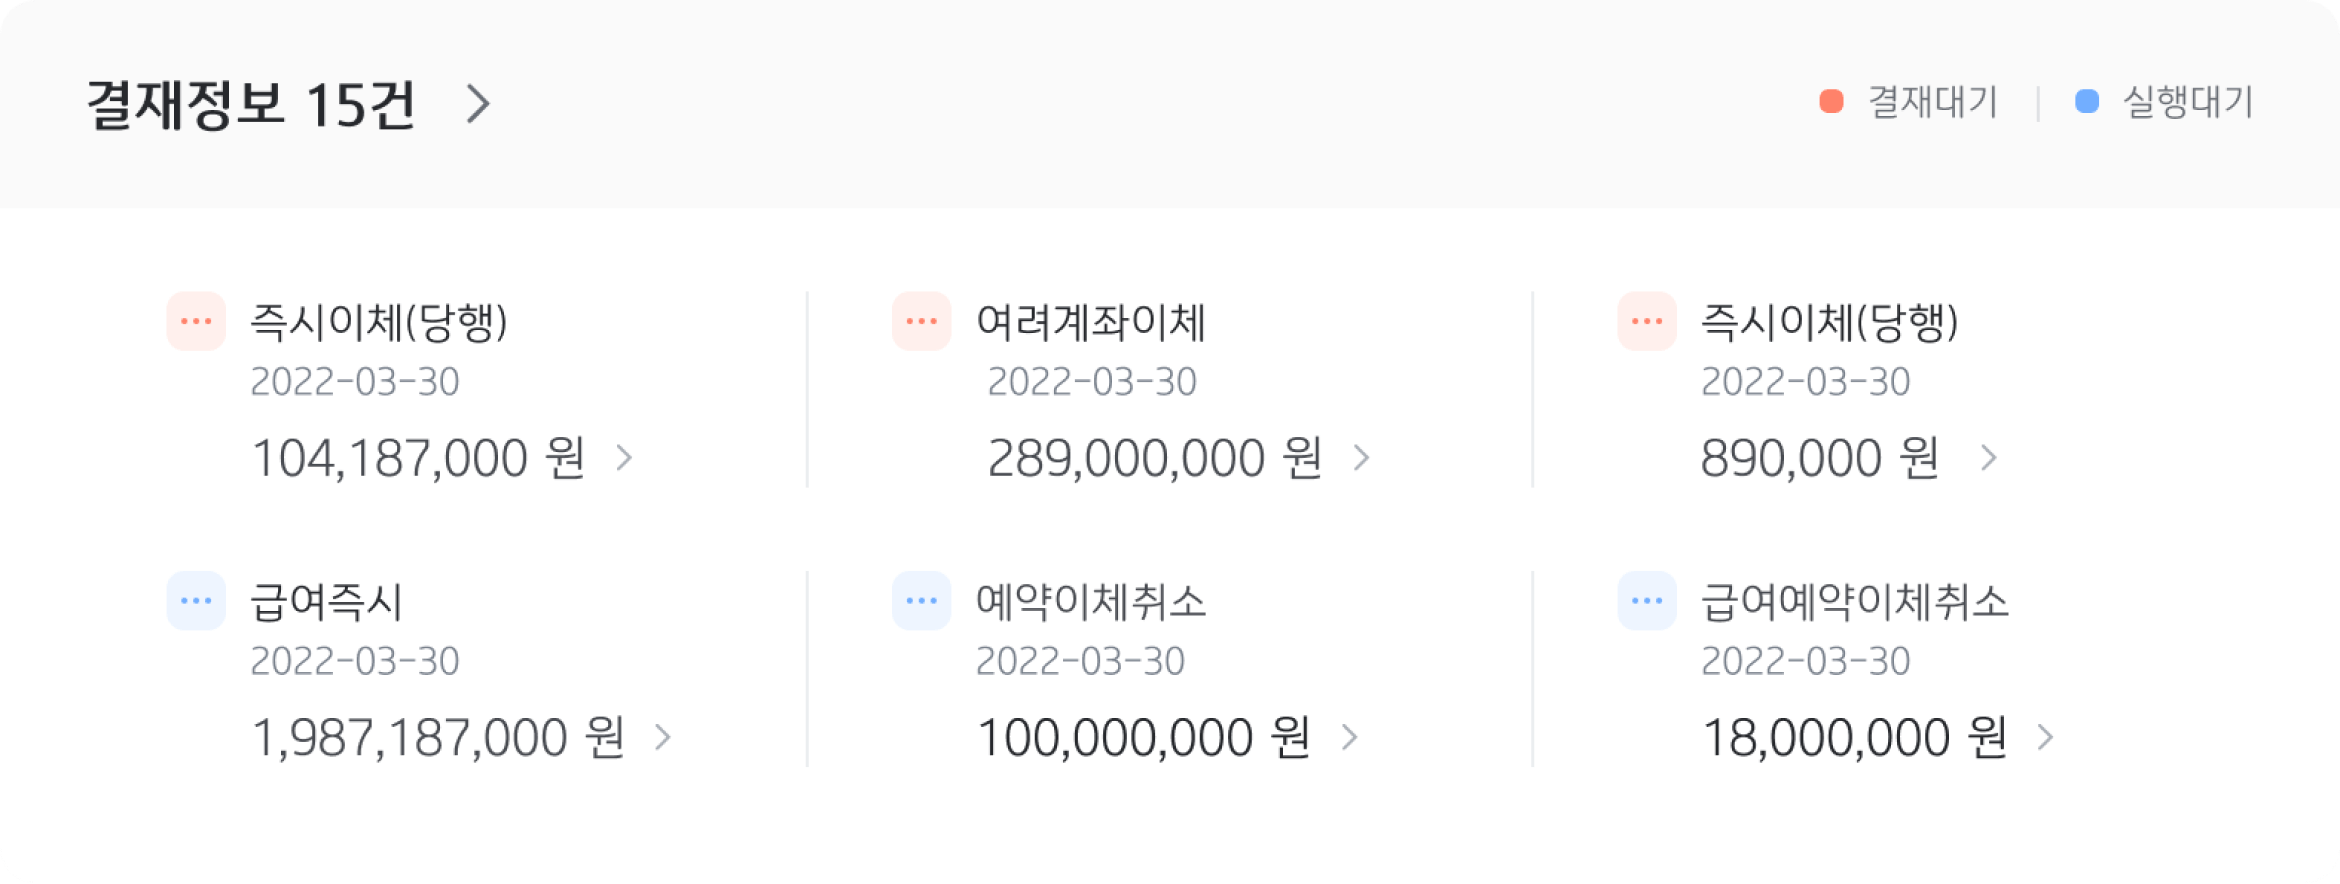 결재정보 15건
결재대기 | 실행대기
즉시이체(당행)
2022-03-30
104,187,000 원
여려계좌이체
2022-03-30
289,000,000 원
즉시이체(당행)
2022-03-30
890,000 원
급여즉시
2022-03-30
1,987,187,000 원
예약이체취소
2022-03-30
100,000,000 원
급여예약이체취소
2022-03-30
18,000,000 원